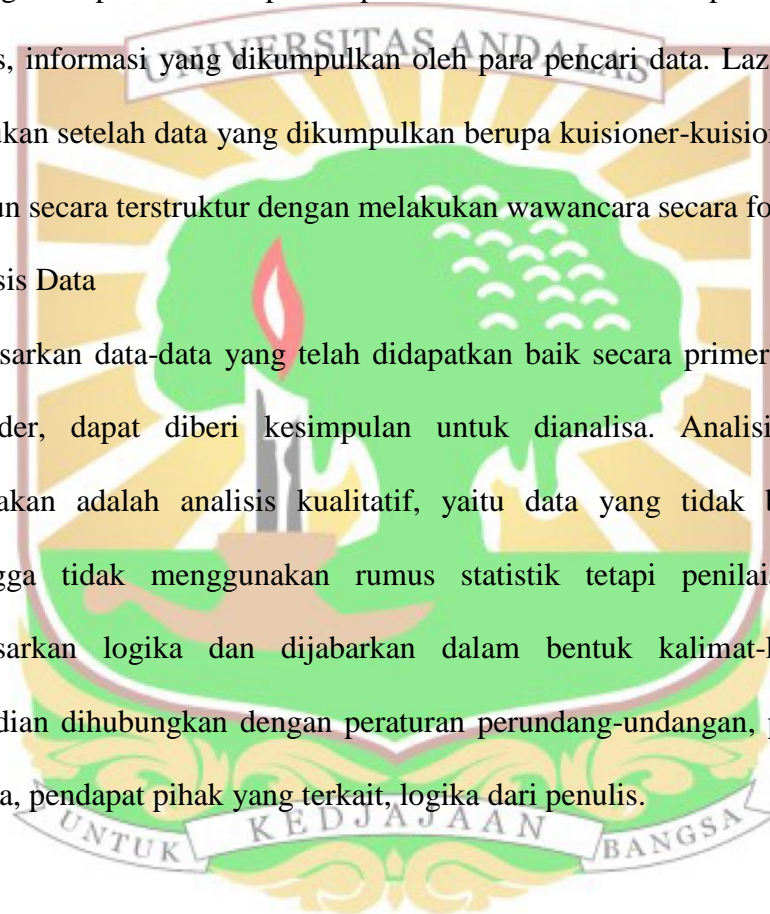 UNIVERSITAS ANDALAS
s, informasi yang dikumpulkan oleh para pencari data. Laz
ukan setelah data yang dikumpulkan berupa kuisioner-kuision
un secara terstruktur dengan melakukan wawancara secara fo
sis Data
sarkan data-data yang telah didapatkan baik secara primer
der, dapat diberi kesimpulan untuk dianalisa. Analisi
akan adalah analisis kualitatif, yaitu data yang tidak b
gga tidak menggunakan rumus statistik tetapi penilai
sarkan logika dan dijabarkan dalam bentuk kalimat-k
dian dihubungkan dengan peraturan perundang-undangan, p
a, pendapat pihak yang terkait, logika dari penulis.
UNTUK KEDJAJAAN BANGSA